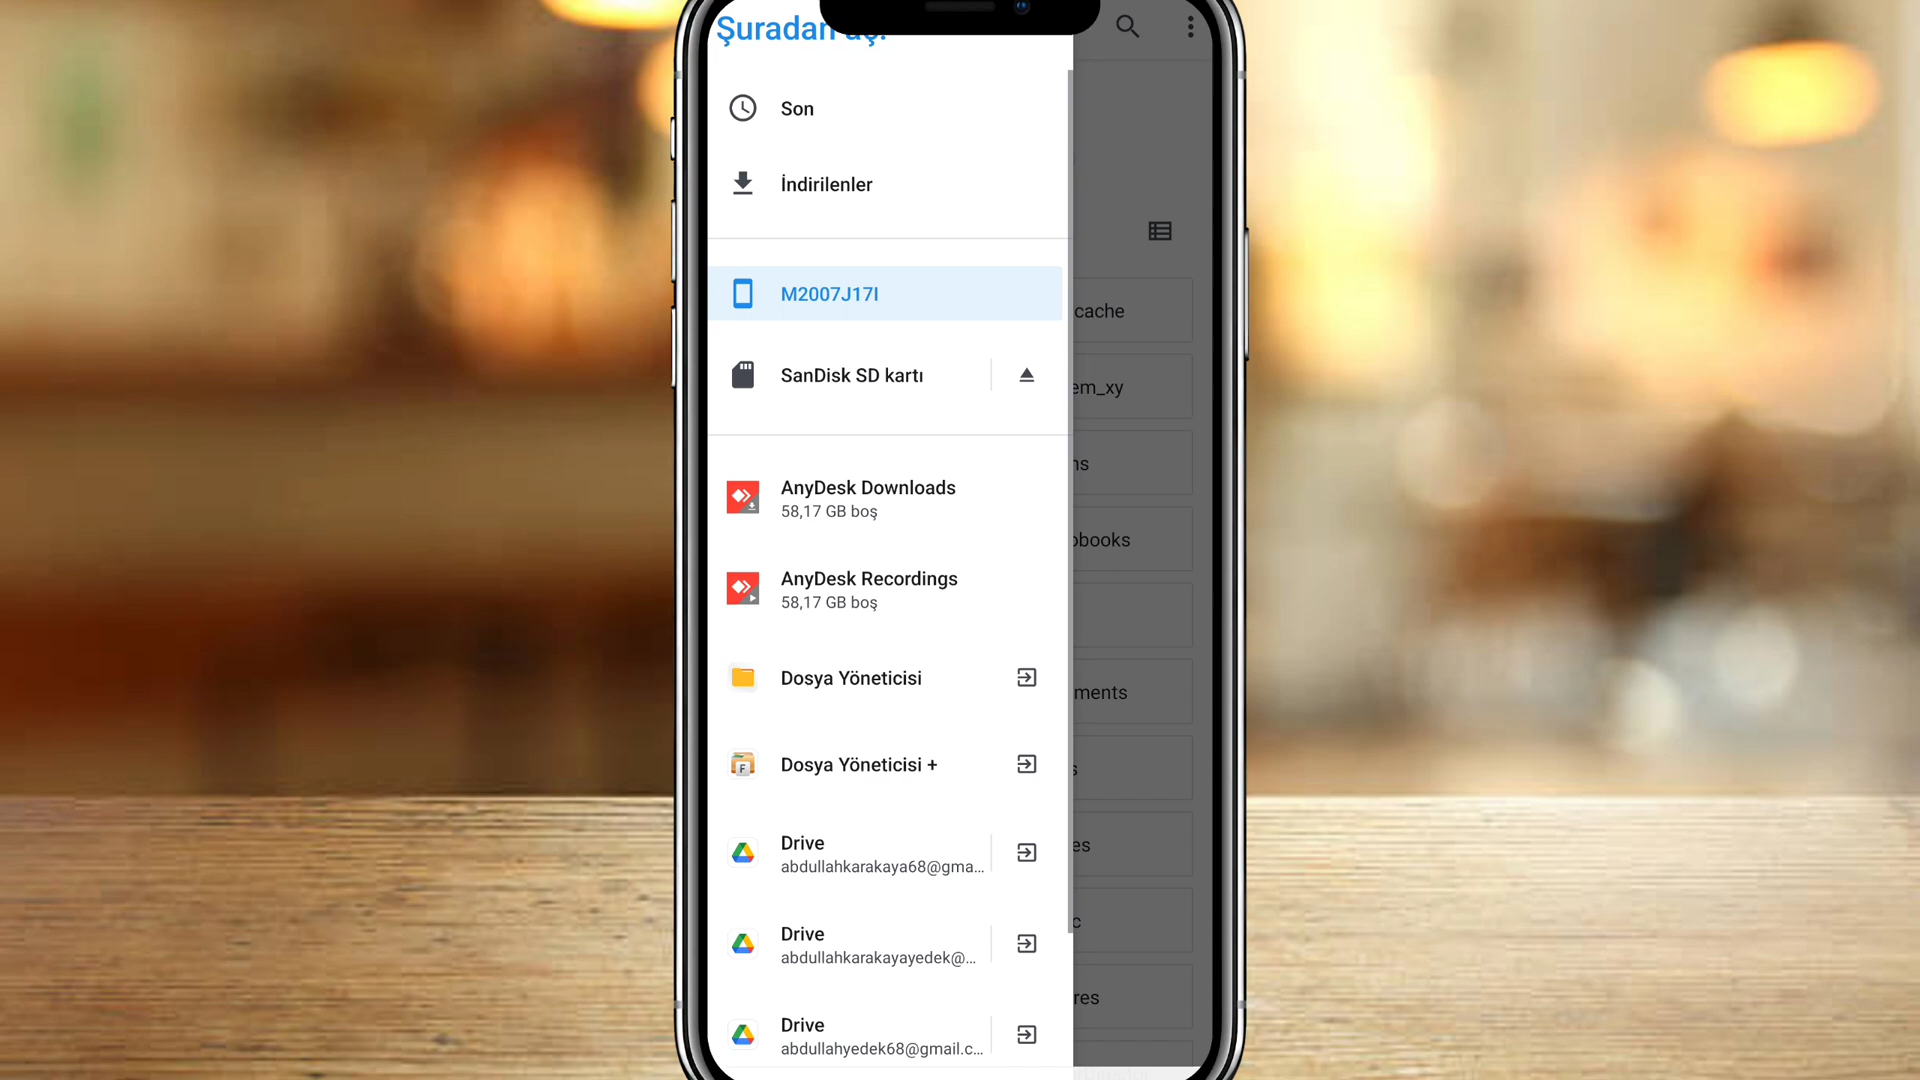 Şuradan aç:
Son
İndirilenler
M2007J17I
SanDisk SD kartı
AnyDesk Downloads
58,17 GB boş
AnyDesk Recordings
58,17 GB boş
Dosya Yöneticisi
Dosya Yöneticisi +
Drive
abdullahkarakaya68@gma...
Drive
abdullahkarakayayedek@...
Drive
abdullahyedek68@gmail.c...
cache
em_xy
ns
obooks
ments
s
es
c
res